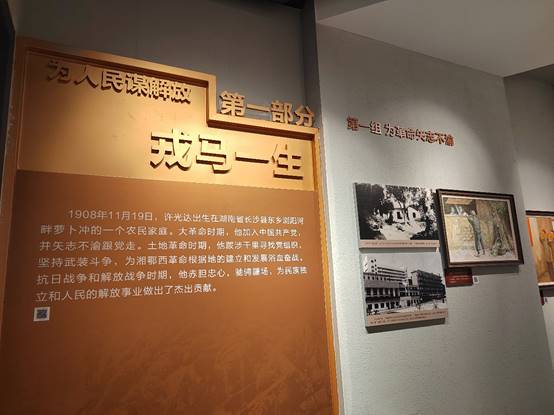 为人民谋解放
第一部分
戎马一生
1908年11月19日，许光达出生在湖南省长沙县东乡浏阳河
畔萝卜冲的一个农民家庭。大革命时期，他加入中国共产党，
并矢志不渝跟党走。土地革命时期，他跋涉千里寻找党组织，
坚持武装斗争，为湘鄂西革命根据地的建立和发展浴血奋战。
抗日战争和解放战争时期，他赤胆忠心，驰骋疆场，为民族独
立和人民的解放事业做出了杰出贡献。
第一组 为革命矢志不渝